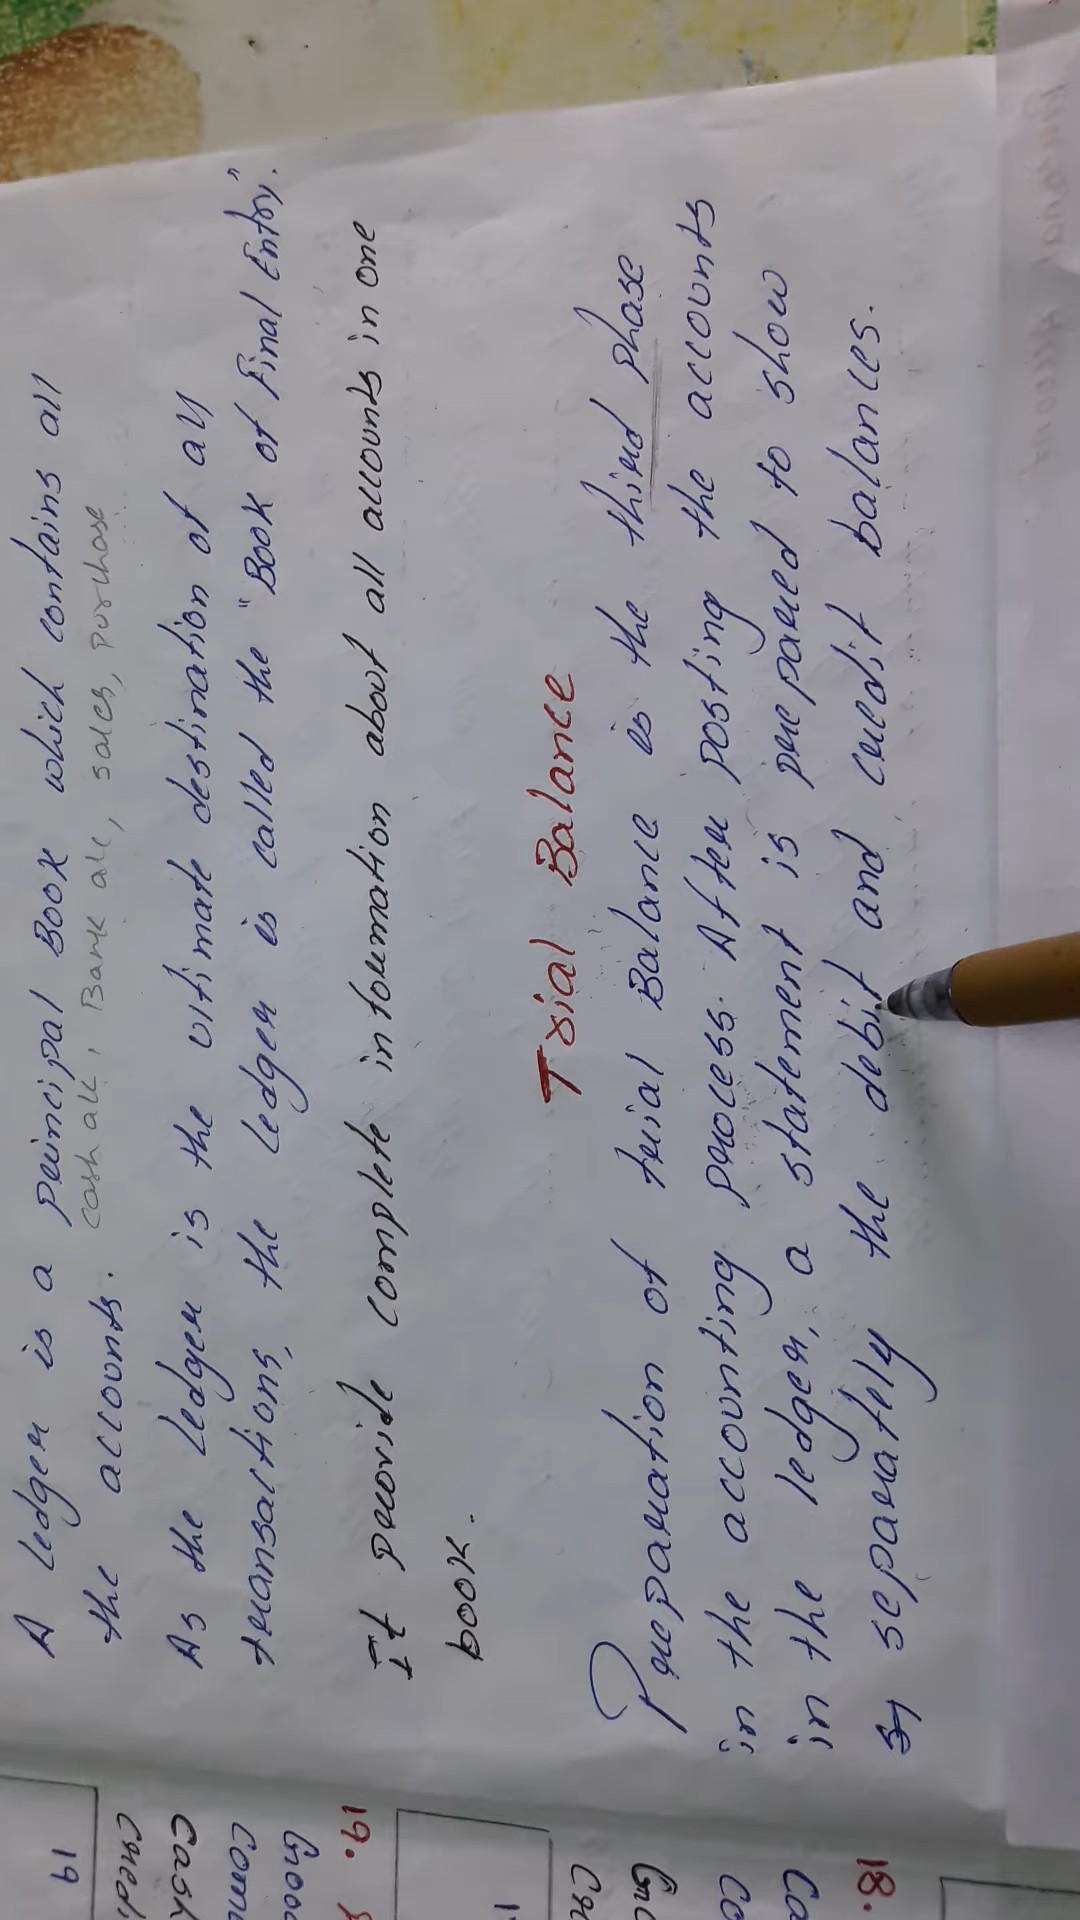 A Ledger is a principal Book which contains all
the accounts. cash a/c, Bank a/c, sales, purchase
As the Ledger is the ultimate destination of all
transactions, the Ledger is called the "Book of Final Entry."
It provide complete information about all accounts in one
book.
Trial Balance
Preparation of trial Balance is the third phase
in the accounting process. After posting the accounts
in the ledger, a statement is prepared to show
separately the debit and credit balances.
19
19.
18.